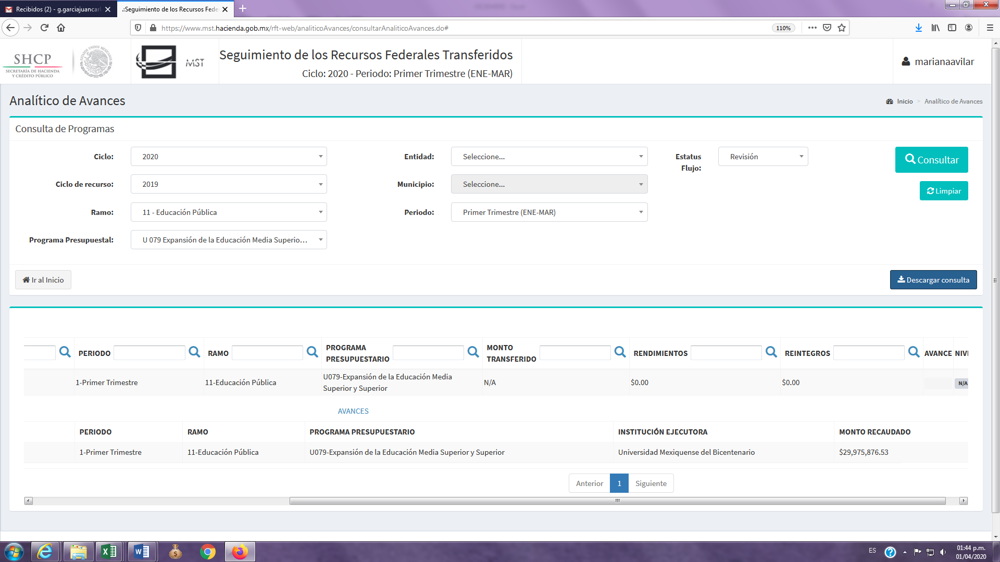 Recibidos (2) - g.garciajuancarl
.:Seguimiento de los Recursos Fede
https://www.mst.hacienda.gob.mx/rft-web/analiticoAvances/consultarAnaliticoAvances.do#
110%
SHCP
SECRETARÍA DE HACIENDA
Y CRÉDITO PÚBLICO
ESTADOS UNIDOS MEXICANOS
MST
Seguimiento de los Recursos Federales Transferidos
Ciclo: 2020 - Periodo: Primer Trimestre (ENE-MAR)
marianaavilar
Analítico de Avances
Inicio > Analítico de Avances
Consulta de Programas
Ciclo: 2020
Entidad: Seleccione...
Estatus Flujo: Revisión
Consultar
Ciclo de recurso: 2019
Municipio: Seleccione...
Limpiar
Ramo: 11 - Educación Pública
Periodo: Primer Trimestre (ENE-MAR)
Programa Presupuestal: U 079 Expansión de la Educación Media Superio...
Ir al Inicio
Descargar consulta
PERIODO RAMO PROGRAMA PRESUPUESTARIO MONTO TRANSFERIDO RENDIMIENTOS REINTEGROS AVANCE NIVI
1-Primer Trimestre 11-Educación Pública U079-Expansión de la Educación Media Superior y Superior N/A $0.00 $0.00 N/A
AVANCES
PERIODO RAMO PROGRAMA PRESUPUESTARIO INSTITUCIÓN EJECUTORA MONTO RECAUDADO
1-Primer Trimestre 11-Educación Pública U079-Expansión de la Educación Media Superior y Superior Universidad Mexiquense del Bicentenario $29,975,876.53
Anterior 1 Siguiente
ES
01:44 p.m.
01/04/2020